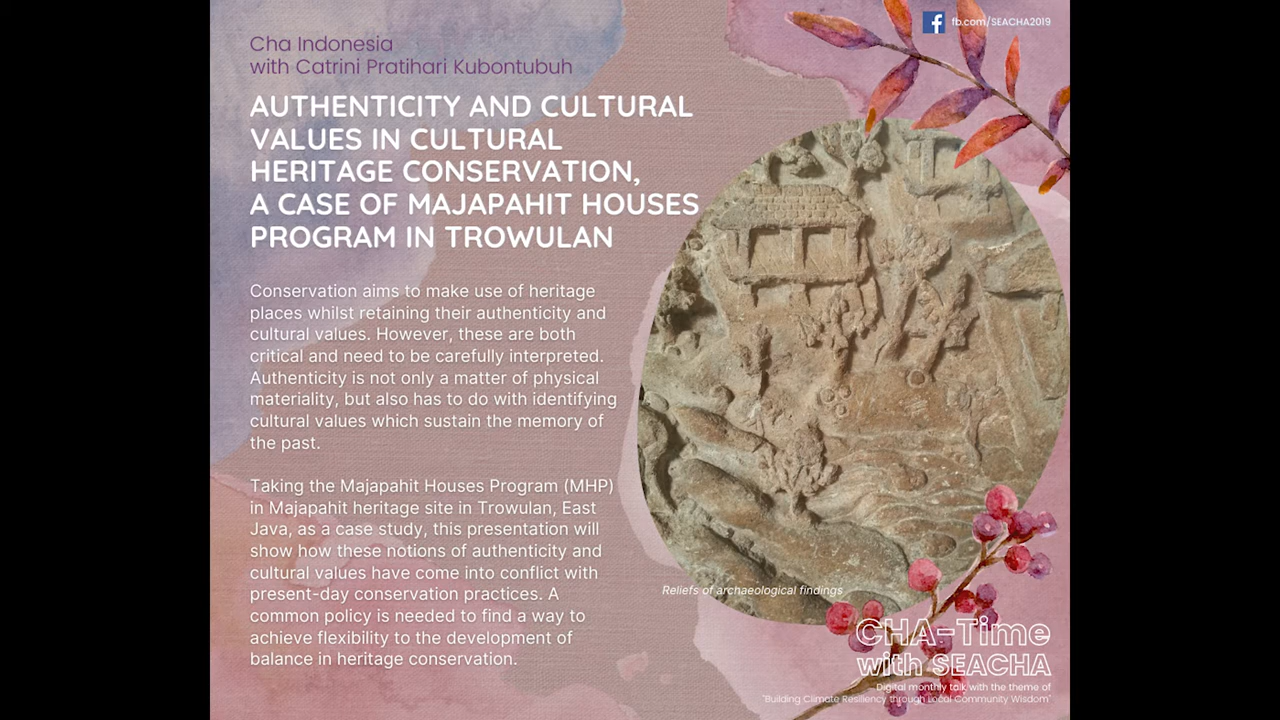 fb.com/SEACHA2019
Cha Indonesia
with Catrini Pratihari Kubontubuh
AUTHENTICITY AND CULTURAL
VALUES IN CULTURAL
HERITAGE CONSERVATION,
A CASE OF MAJAPAHIT HOUSES
PROGRAM IN TROWULAN
Conservation aims to make use of heritage
places whilst retaining their authenticity and
cultural values. However, these are both
critical and need to be carefully interpreted.
Authenticity is not only a matter of physical
materiality, but also has to do with identifying
cultural values which sustain the memory of
the past.
Taking the Majapahit Houses Program (MHP)
in Majapahit heritage site in Trowulan, East
Java, as a case study, this presentation will
show how these notions of authenticity and
cultural values have come into conflict with
present-day conservation practices. A
common policy is needed to find a way to
achieve flexibility to the development of
balance in heritage conservation.
Reliefs of archaeological findings
CHA-Time
with SEACHA
Digital monthly talk with the theme of
"Building Climate Resiliency through Local Community Wisdom"